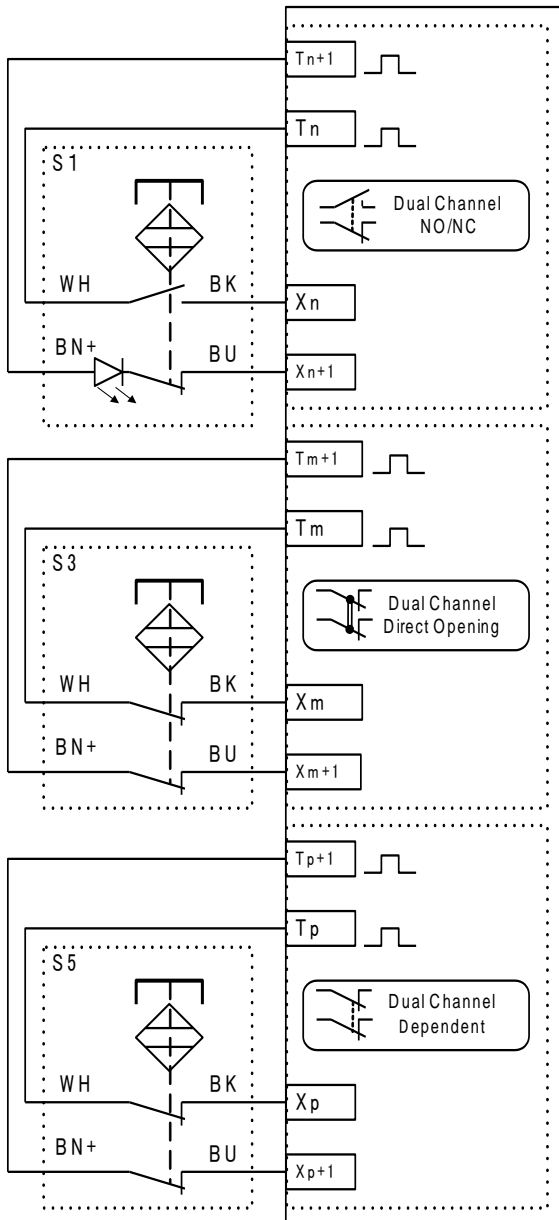 Tn+1
Tn
S1
Dual Channel
NO/NC
WH BK Xn
BN+ BU Xn+1
Tm+1
Tm
S3
Dual Channel
Direct Opening
WH BK Xm
BN+ BU Xm+1
Tp+1
Tp
S5
Dual Channel
Dependent
WH BK Xp
BN+ BU Xp+1